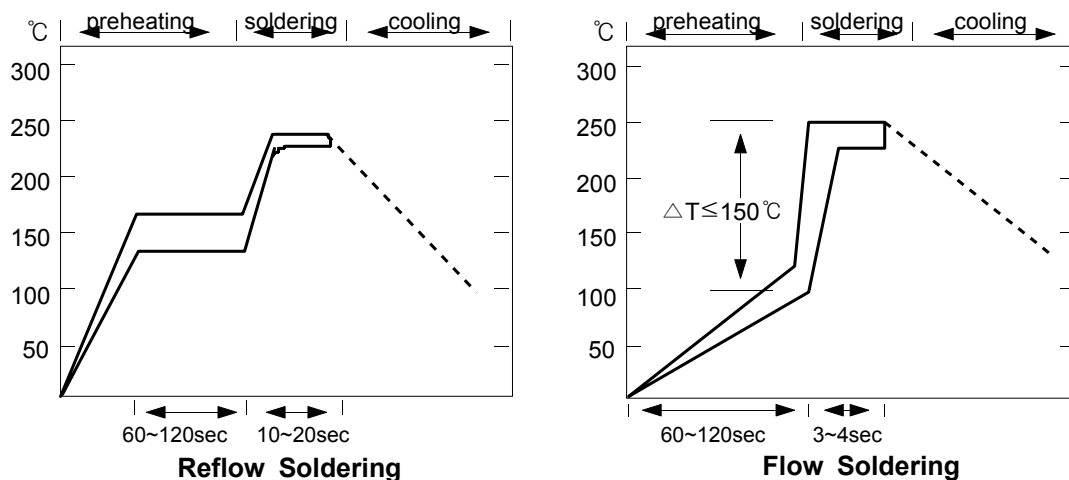 ℃ preheating soldering cooling
300
250
200
150
100
50
60~120sec 10~20sec
Reflow Soldering
℃ preheating soldering cooling
300
250
200
△T≤150℃
150
100
50
60~120sec 3~4sec
Flow Soldering